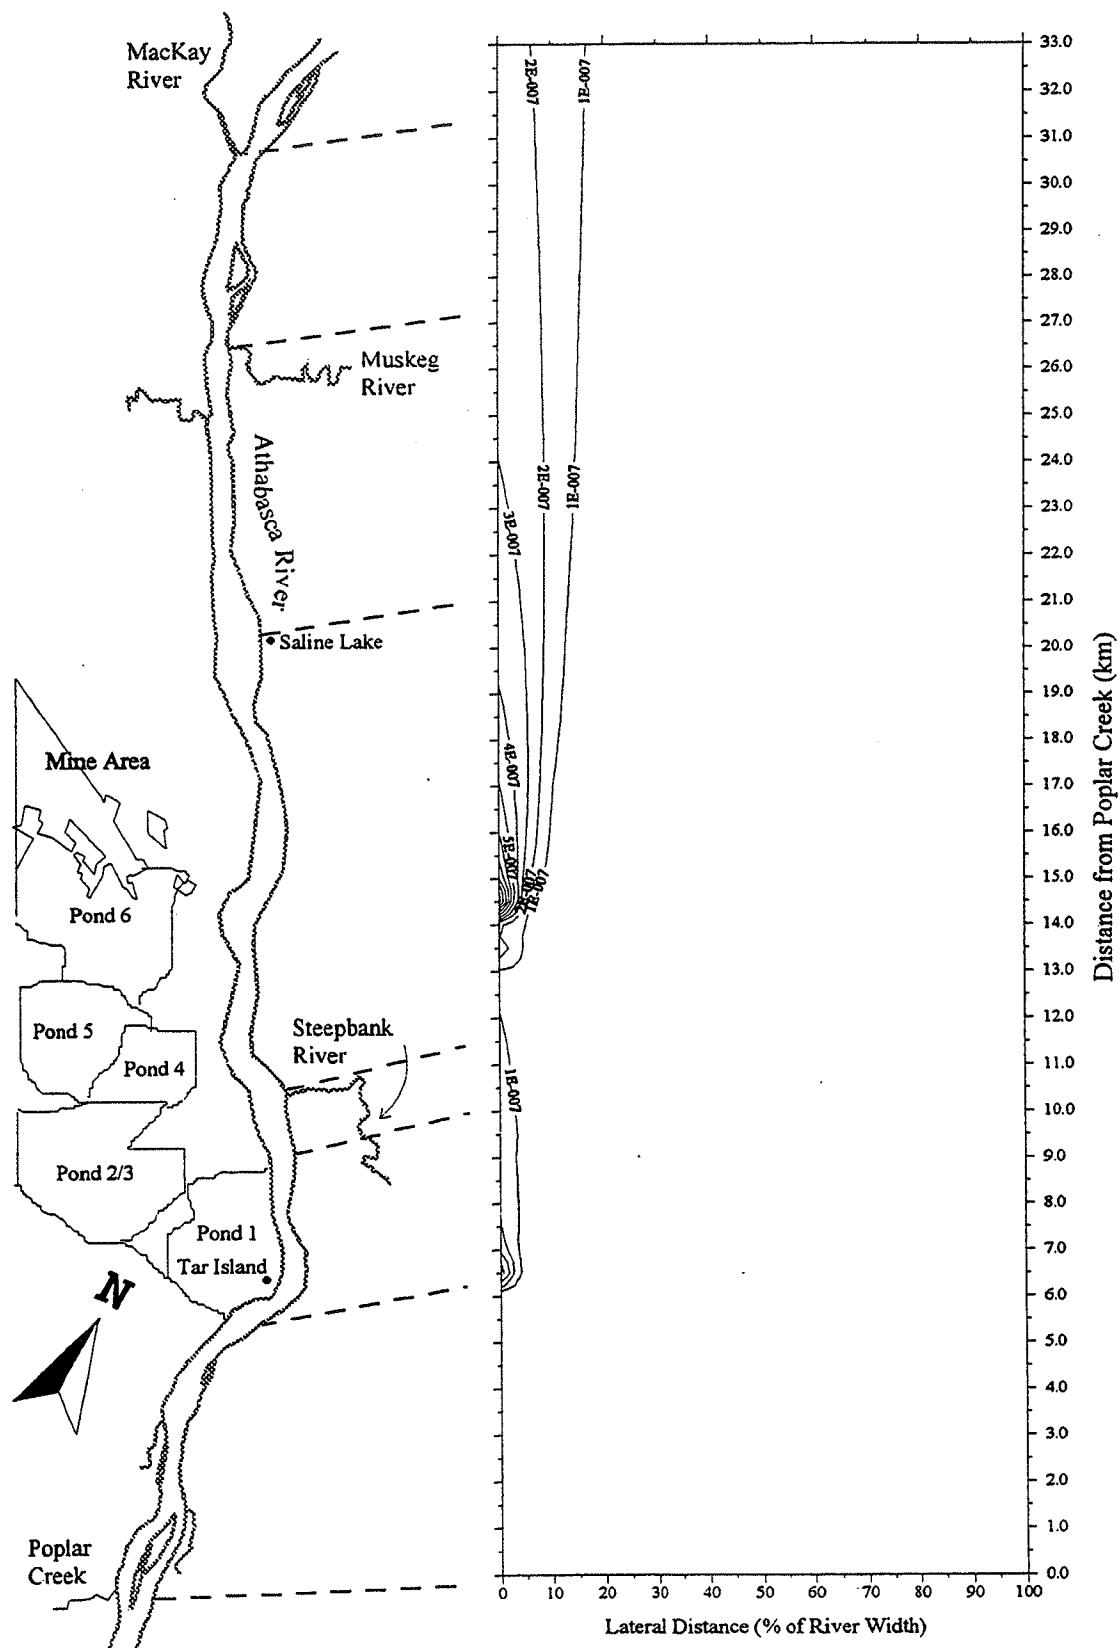 MacKay
River
Muskeg
River
Athabasca River
Saline Lake
Mine Area
Pond 6
Pond 5
Pond 4
Steepbank
River
Pond 2/3
Pond 1
Tar Island
N
Poplar
Creek
2E-007
1E-007
2E-007
1E-007
3E-007
4E-007
5E-007
2E-007
1E-007
1E-007
33.0
32.0
31.0
30.0
29.0
28.0
27.0
26.0
25.0
24.0
23.0
22.0
21.0
20.0
19.0
18.0
17.0
16.0
15.0
14.0
13.0
12.0
11.0
10.0
9.0
8.0
7.0
6.0
5.0
4.0
3.0
2.0
1.0
0.0
Distance from Poplar Creek (km)
0 10 20 30 40 50 60 70 80 90 100
Lateral Distance (% of River Width)